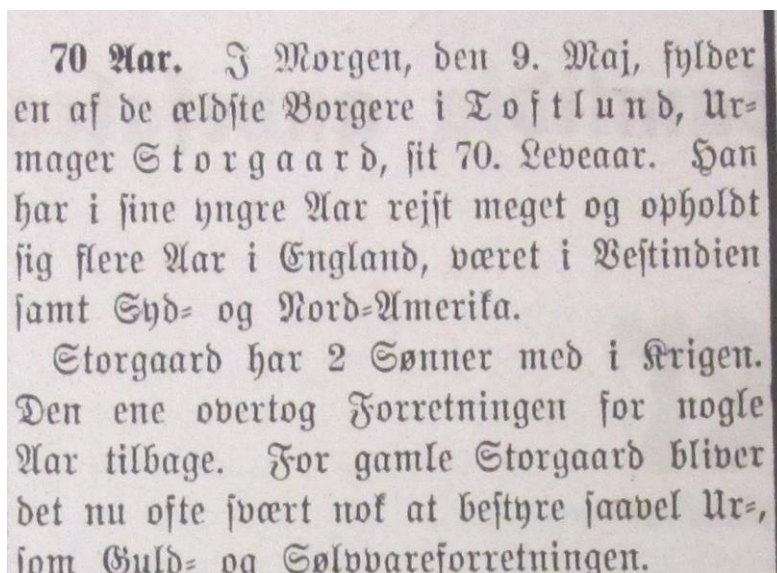 70 Aar. I Morgen, den 9. Maj, fylder
en af de ældste Borgere i Toftlund, Ur-
mager Storgaard, sit 70. Leveaar. Han
har i sine yngre Aar rejst meget og opholdt
sig flere Aar i England, været i Vestindien
samt Syd- og Nord-Amerika.
Storgaard har 2 Sønner med i Krigen.
Den ene overtog Forretningen for nogle
Aar tilbage. For gamle Storgaard bliver
det nu ofte svært nok at bestyre saavel Ur-,
som Guld- og Sølvvareforretningen.